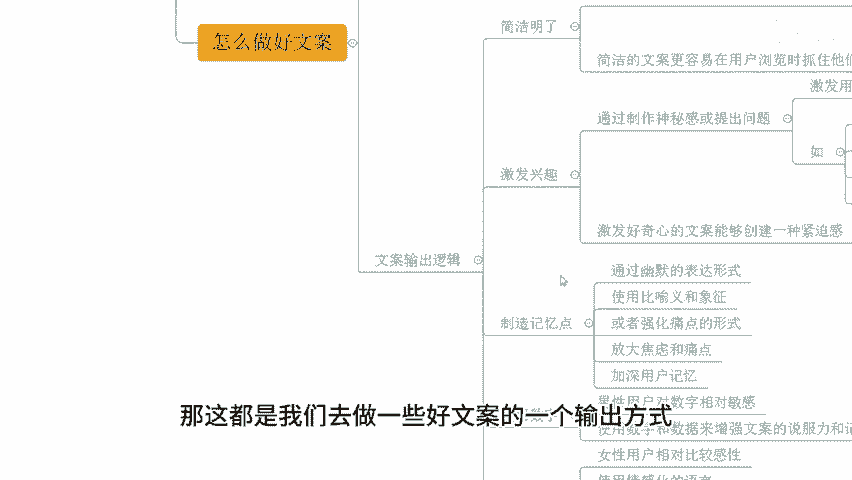 怎么做好文案
简洁明了
简洁的文案更容易在用户浏览时抓住他
激发用
通过制作神秘感或提出问题
如
激发兴趣
激发好奇心的文案能够创建一种紧迫感
文案输出逻辑
通过幽默的表达形式
使用比喻义和象征
制造记忆点
或者强化痛点的形式
放大焦虑和痛点
加深用户记忆
男性用户对数字相对敏感
那这都是我们去做一些好文案的一个输出方式
使用数字和数据来增强文案的说服力和
女性用户相对比较感性
使用情感化的语言